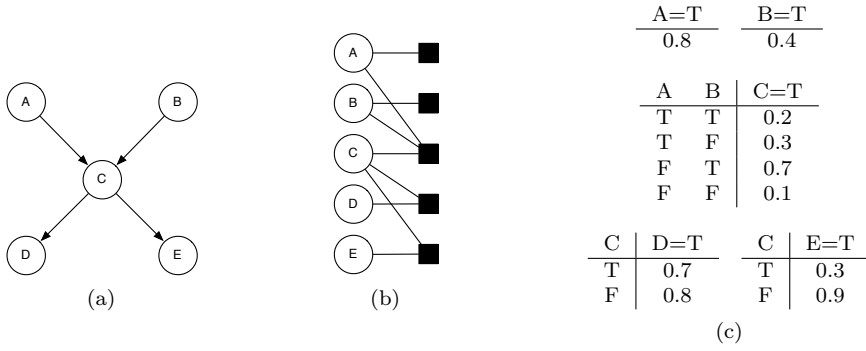 A
B
C
D
E
(a)
A
B
C
D
E
(b)
A=T B=T
0.8 0.4
A B C=T
T T 0.2
T F 0.3
F T 0.7
F F 0.1
C D=T C E=T
T 0.7 T 0.3
F 0.8 F 0.9
(c)